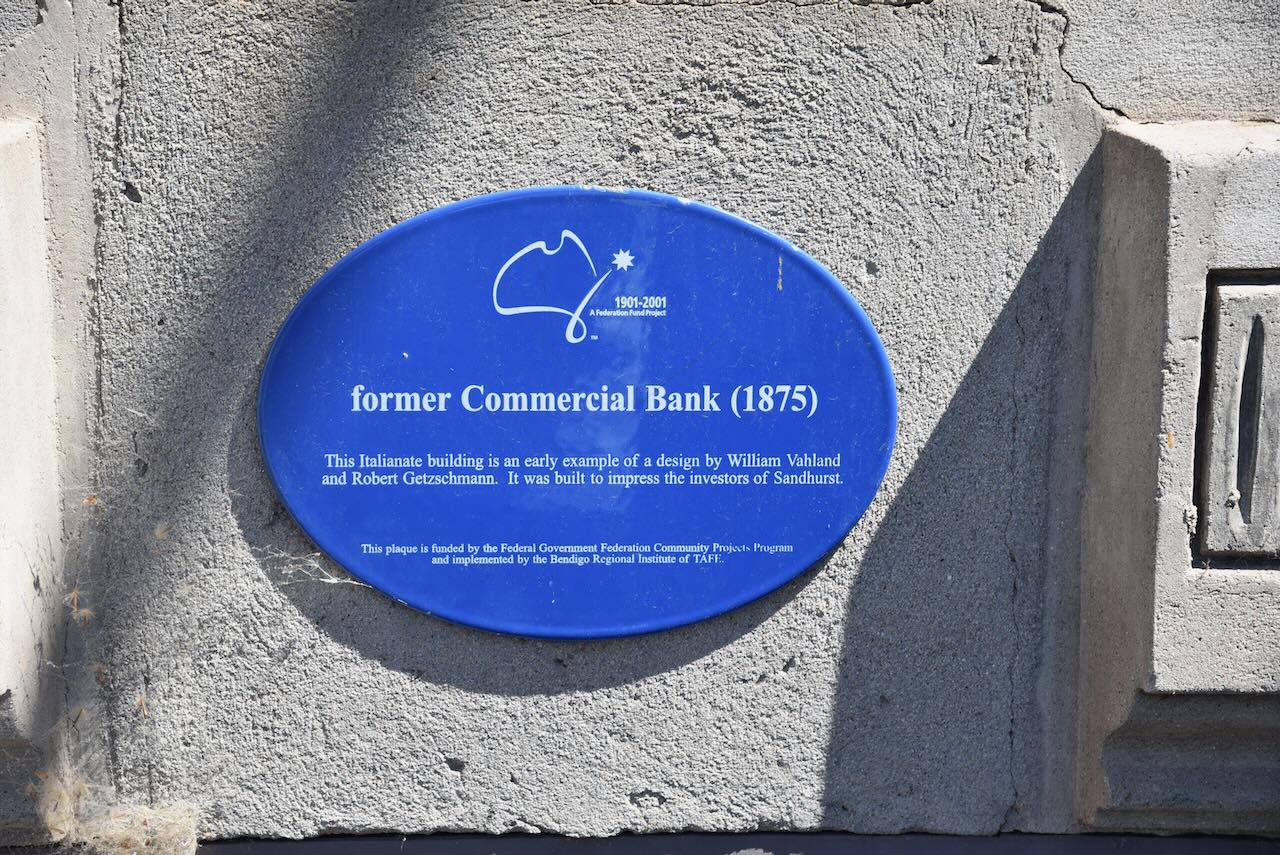 1901-2001
A Federation Fund Project
TM
former Commercial Bank (1875)
This Italianate building is an early example of a design by William Vahland
and Robert Getzschmann. It was built to impress the investors of Sandhurst.
This plaque is funded by the Federal Government Federation Community Projects Program
and implemented by the Bendigo Regional Institute of TAFE.